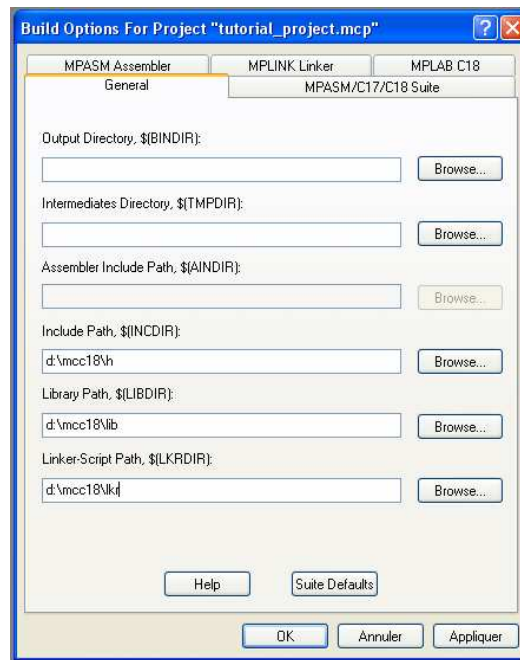 Build Options For Project "tutorial_project.mcp"
MPASM Assembler MPLINK Linker MPLAB C18
General MPASM/C17/C18 Suite
Output Directory, $(BINDIR):
Browse...
Intermediates Directory, $(TMPDIR):
Browse...
Assembler Include Path, $(AINDIR):
Browse...
Include Path, $(INCDIR):
d:\mcc18\h Browse...
Library Path, $(LIBDIR):
d:\mcc18\lib Browse...
Linker-Script Path, $(LKRDIR):
d:\mcc18\lkr Browse...
Help Suite Defaults
OK Annuler Appliquer